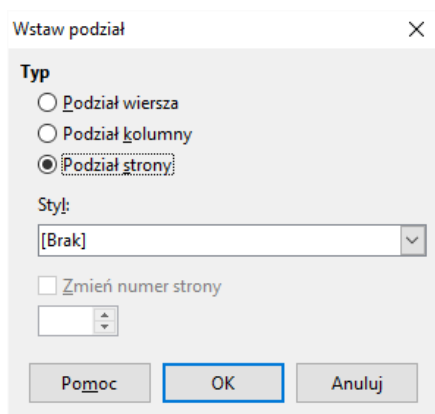 Wstaw podział
Typ
Podział wiersza
Podział kolumny
Podział strony
Styl:
[Brak]
Zmień numer strony
Pomoc OK Anuluj